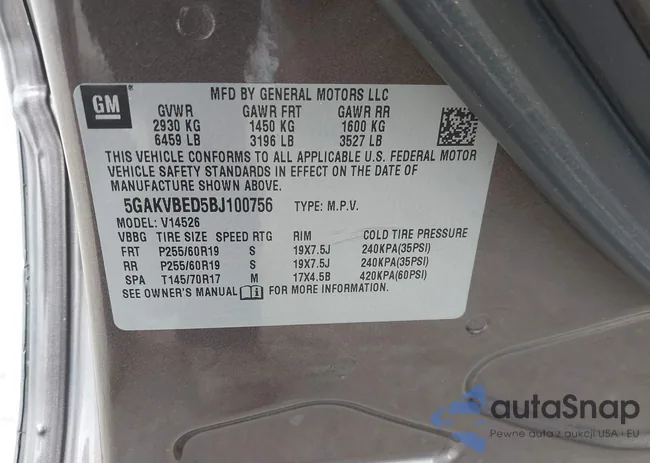 GM
MFD BY GENERAL MOTORS LLC
GVWR GAWR FRT GAWR RR
2930 KG 1450 KG 1600 KG
6459 LB 3196 LB 3527 LB
THIS VEHICLE CONFORMS TO ALL APPLICABLE U.S. FEDERAL MOTOR
VEHICLE SAFETY STANDARDS IN EFFECT ON THE DATE OF
MANUFACTURE SHOWN ABOVE.
5GAKVBED5BJ100756 TYPE: M.P.V.
MODEL: V14526
VBBG TIRE SIZE SPEED RTG RIM COLD TIRE PRESSURE
FRT P255/60R19 S 19X7.5J 240KPA(35PSI)
RR P255/60R19 S 19X7.5J 240KPA(35PSI)
SPA T145/70R17 M 17X4.5B 420KPA(60PSI)
SEE OWNER'S MANUAL FOR MORE INFORMATION.
autaSnap
Pewne auta z aukcji USA i EU